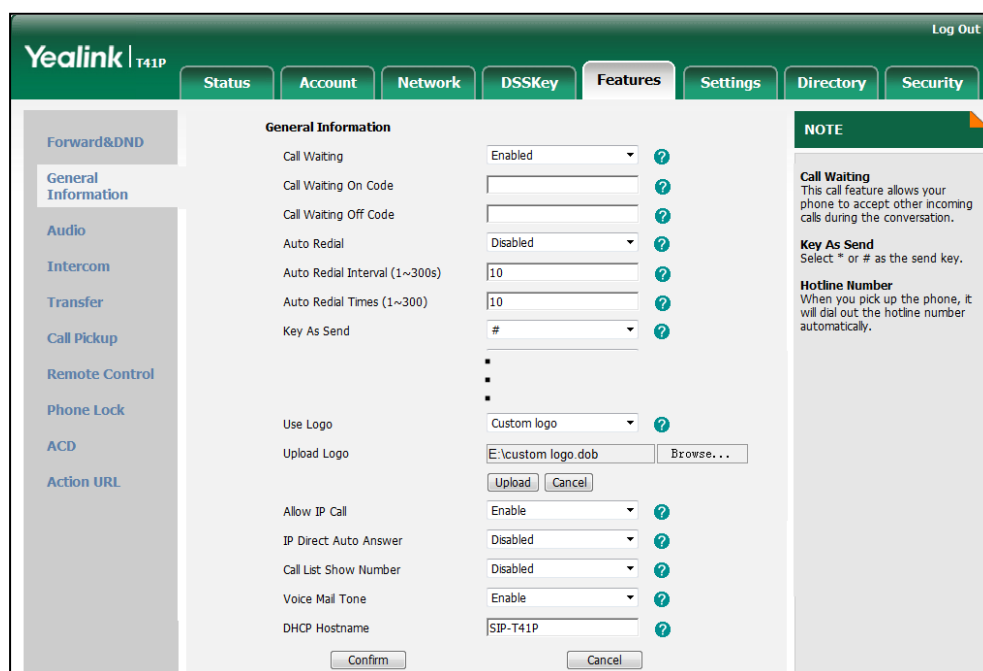 Log Out
Yealink | T41P
Status Account Network DSSKey Features Settings Directory Security
Forward&DND
General
Information
Audio
Intercom
Transfer
Call Pickup
Remote Control
Phone Lock
ACD
Action URL
General Information
Call Waiting Enabled ?
Call Waiting On Code ?
Call Waiting Off Code ?
Auto Redial Disabled ?
Auto Redial Interval (1~300s) 10 ?
Auto Redial Times (1~300) 10 ?
Key As Send # ?
Use Logo Custom logo ?
Upload Logo E:\custom logo.dob Browse...
Upload Cancel
Allow IP Call Enable ?
IP Direct Auto Answer Disabled ?
Call List Show Number Disabled ?
Voice Mail Tone Enable ?
DHCP Hostname SIP-T41P ?
Confirm Cancel
NOTE
Call Waiting
This call feature allows your
phone to accept other incoming
calls during the conversation.
Key As Send
Select * or # as the send key.
Hotline Number
When you pick up the phone, it
will dial out the hotline number
automatically.